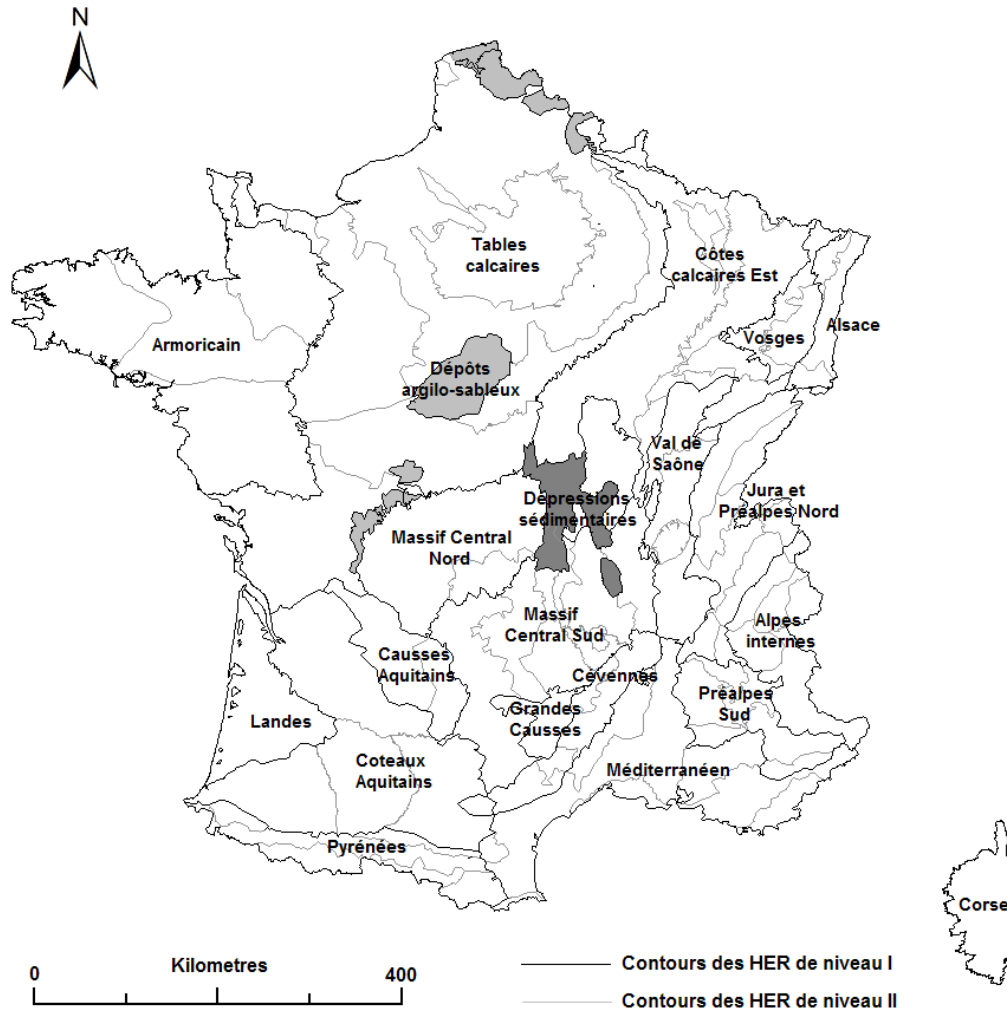 N
Tables
calcaires
Côtes
calcaires Est
Armoricain
Vosges
Alsace
Dépôts
argilo-sableux
Val de
Saône
Dépressions
sédimentaires
Jura et
Préalpes Nord
Massif Central
Nord
Massif
Central Sud
Alpes
internes
Causses
Aquitains
Cévennes
Préalpes
Sud
Grandes
Causses
Landes
Coteaux
Aquitains
Méditerranéen
Pyrénées
Corse
0
Kilometres
400
Contours des HER de niveau I
Contours des HER de niveau II